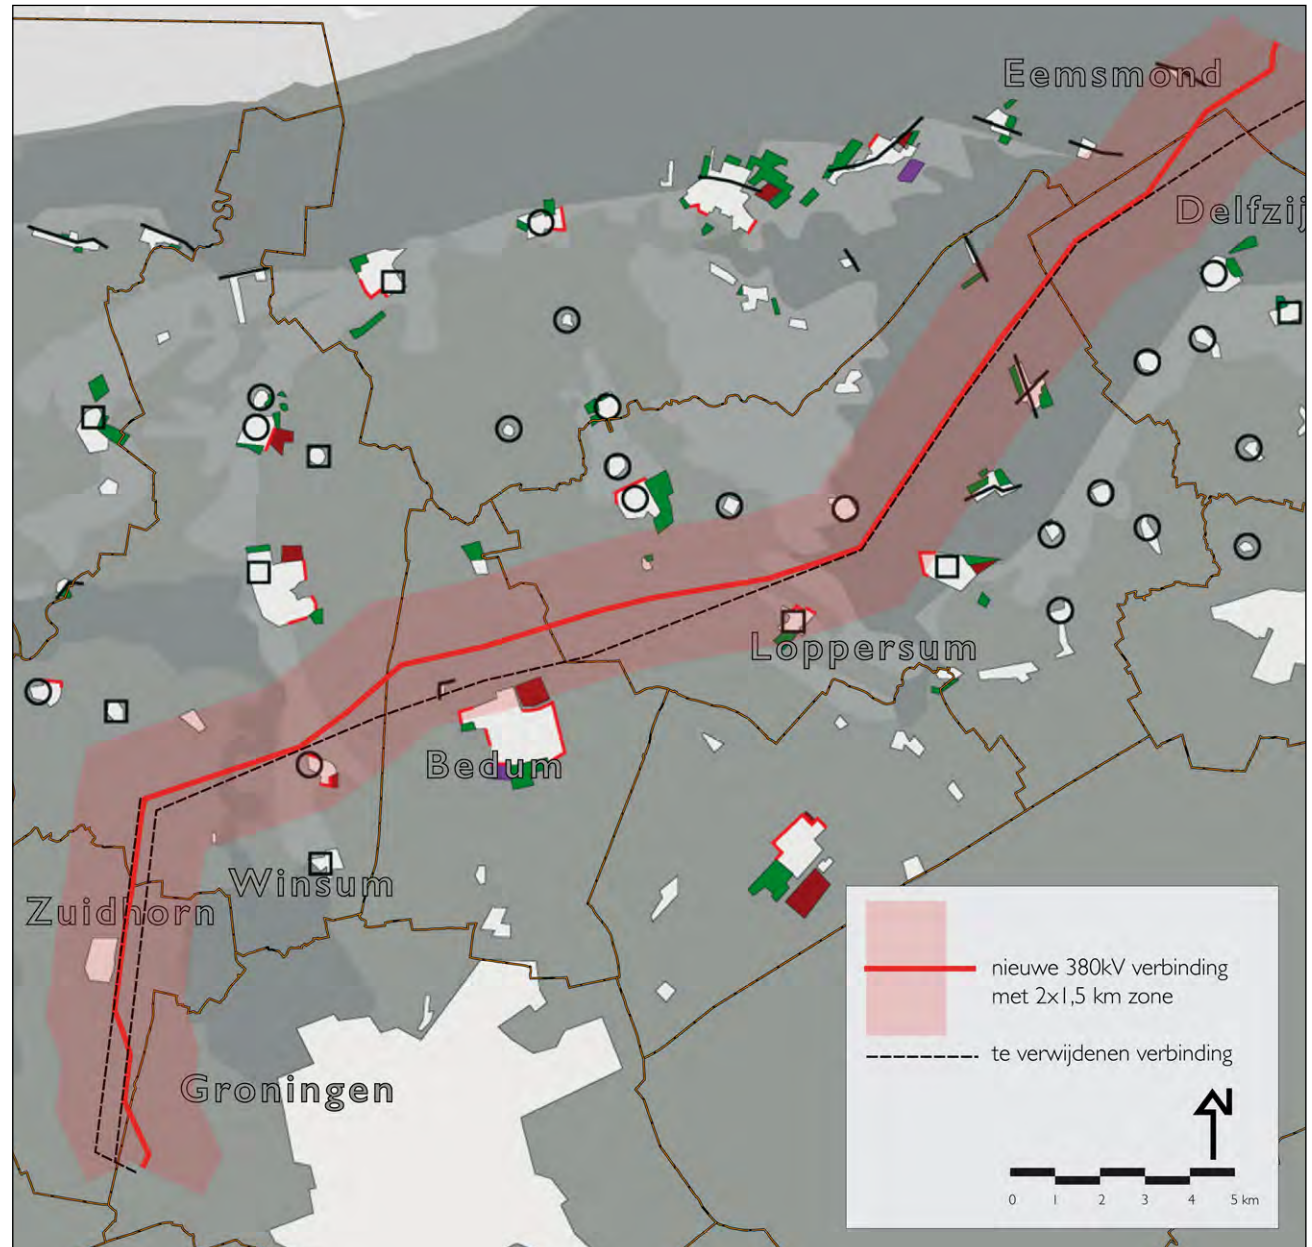 Eemsmond
Delfzij
Loppersum
Bedum
Winsum
Zuidhorn
Groningen
nieuwe 380kV verbinding
met 2x1,5 km zone
te verwijdenen verbinding
N
0 1 2 3 4 5 km